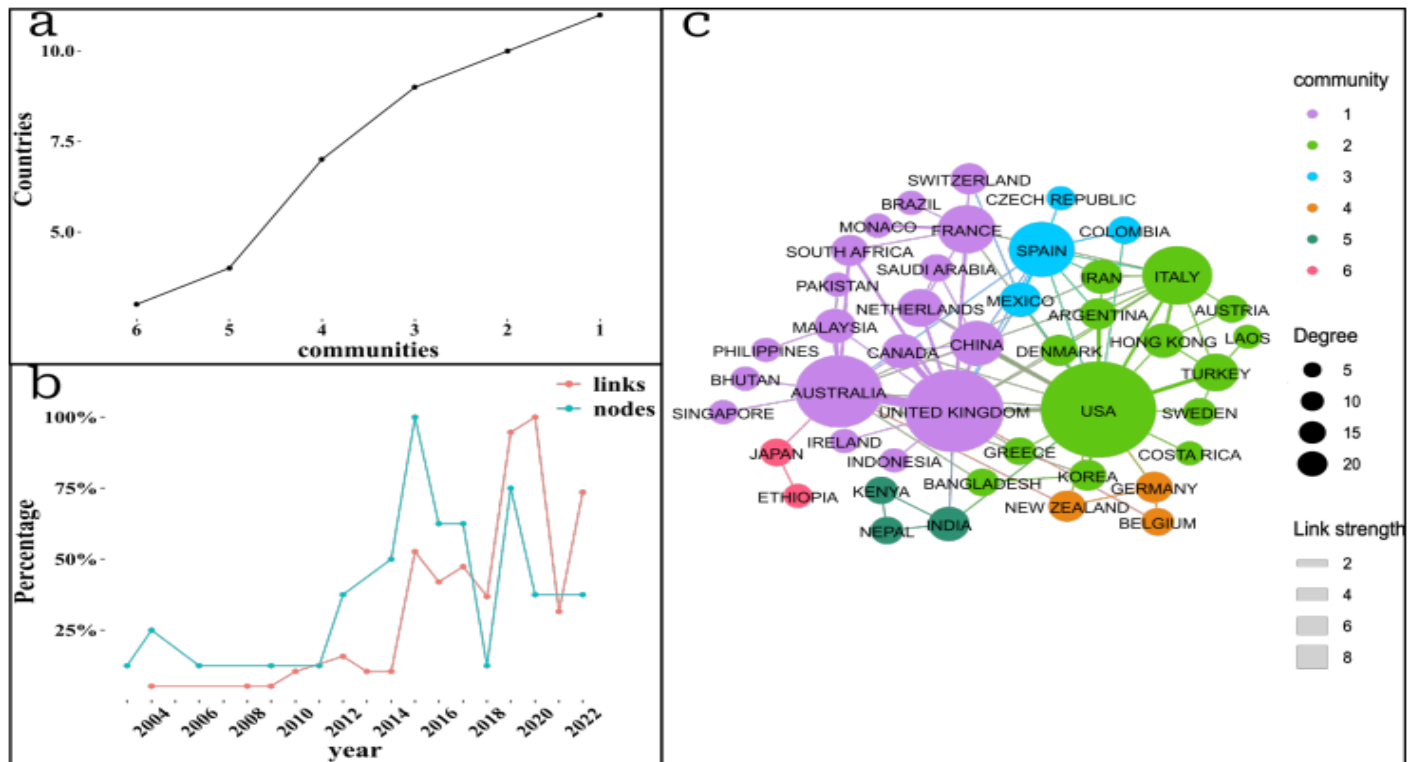 a
10.0
7.5
5.0
Countries
6 5 4 3 2 1
communities
b
links
nodes
100%
75%
50%
25%
Percentage
2004 2006 2008 2010 2012 2014 2016 2018 2020 2022
year
c
SWITZERLAND
CZECH REPUBLIC
BRAZIL
MONACO
FRANCE
COLOMBIA
SOUTH AFRICA
SPAIN
SAUDI ARABIA
IRAN
ITALY
PAKISTAN
NETHERLANDS
MEXICO
ARGENTINA
AUSTRIA
MALAYSIA
CANADA
CHINA
DENMARK
HONG KONG
LAOS
PHILIPPINES
BHUTAN
TURKEY
AUSTRALIA
SINGAPORE
UNITED KINGDOM
USA
SWEDEN
IRELAND
JAPAN
INDONESIA
GREECE
COSTA RICA
ETHIOPIA
KENYA
BANGLADESH
KOREA
GERMANY
NEW ZEALAND
NEPAL
INDIA
BELGIUM
community
1
2
3
4
5
6
Degree
5
10
15
20
Link strength
2
4
6
8